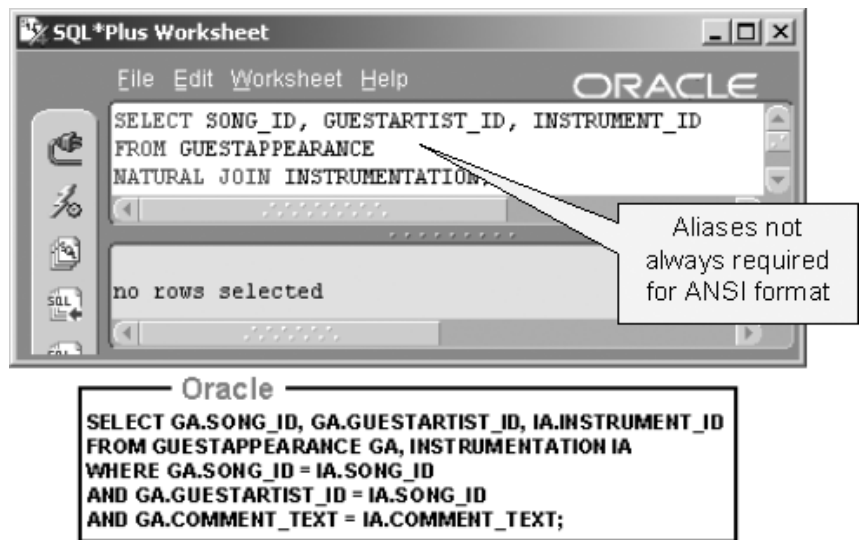 SQL*Plus Worksheet
File Edit Worksheet Help
ORACLE
SELECT SONG_ID, GUESTARTIST_ID, INSTRUMENT_ID
FROM GUESTAPPEARANCE
NATURAL JOIN INSTRUMENTATION;
Aliases not
always required
for ANSI format
SQL
SQL
no rows selected
Oracle
SELECT GA.SONG_ID, GA.GUESTARTIST_ID, IA.INSTRUMENT_ID
FROM GUESTAPPEARANCE GA, INSTRUMENTATION IA
WHERE GA.SONG_ID = IA.SONG_ID
AND GA.GUESTARTIST_ID = IA.SONG_ID
AND GA.COMMENT_TEXT = IA.COMMENT_TEXT;